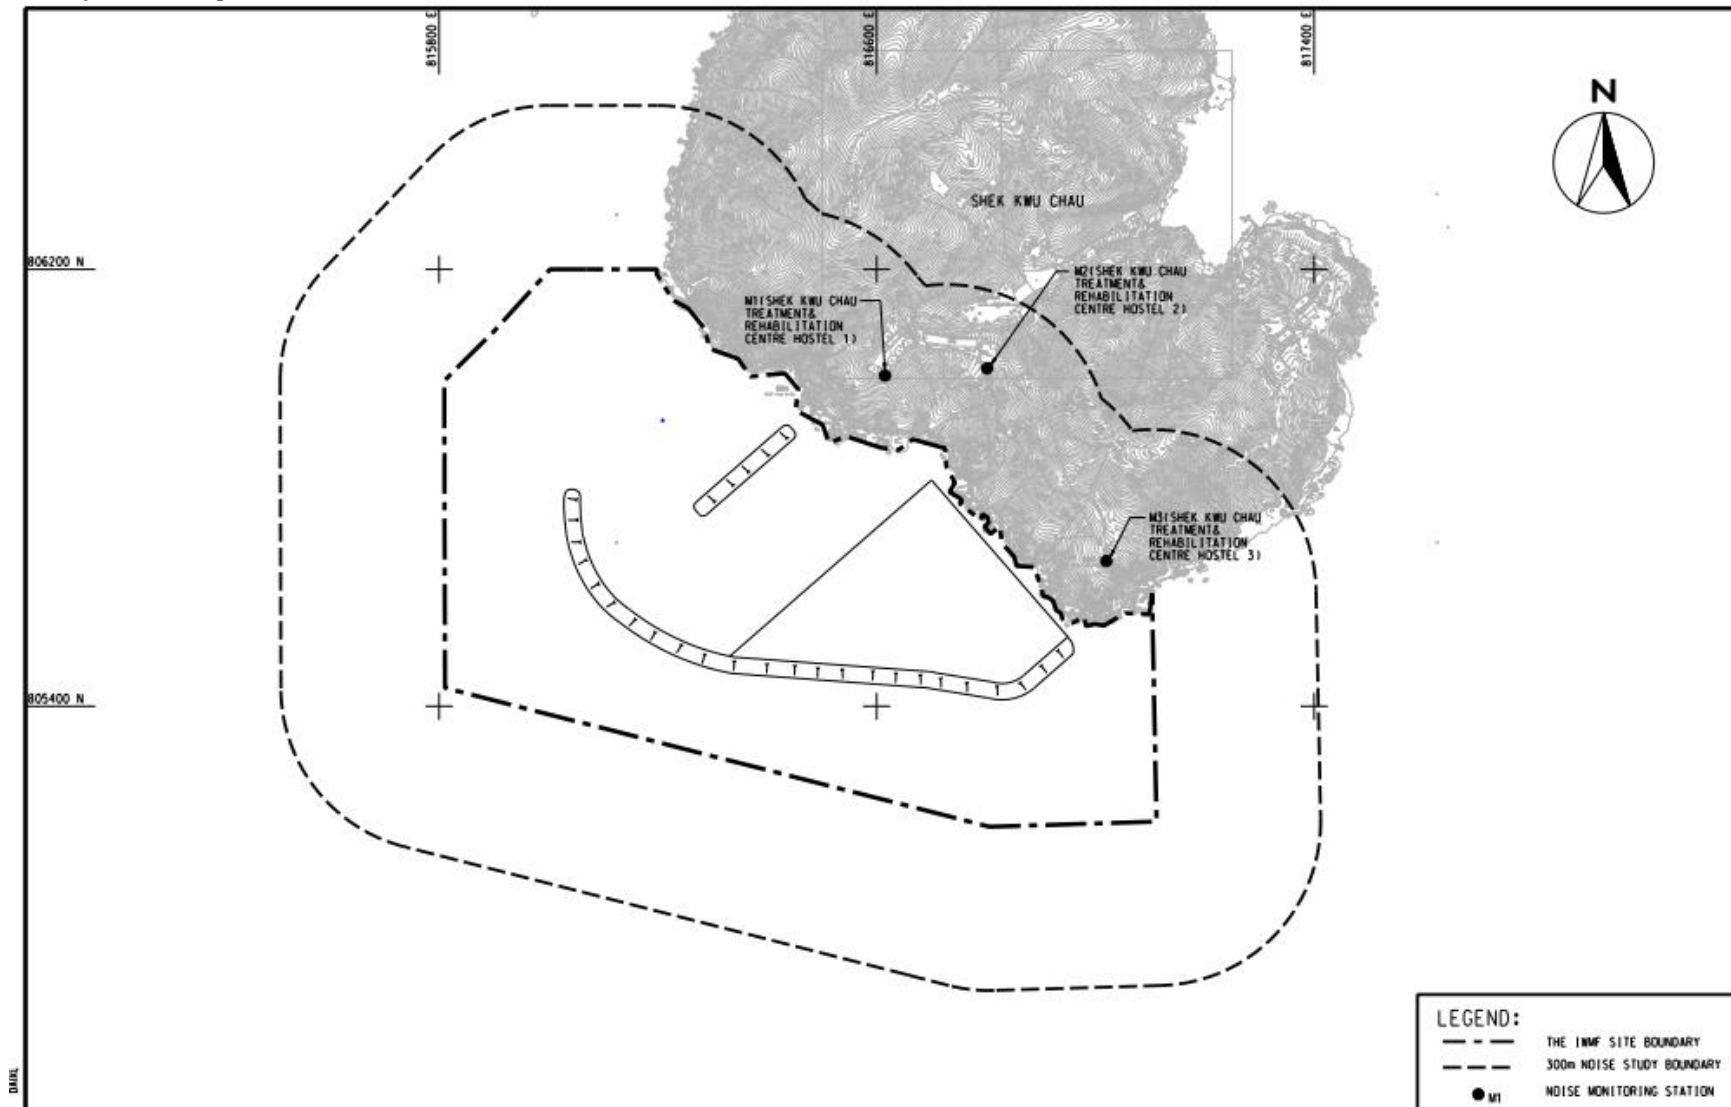 815800 E
816600 E
817400 E
N
SHEK KWU CHAU
806200 N
M1(SHEK KWU CHAU
TREATMENT&
REHABILITATION
CENTRE HOSTEL 1)
M2(SHEK KWU CHAU
TREATMENT&
REHABILITATION
CENTRE HOSTEL 2)
M3(SHEK KWU CHAU
TREATMENT&
REHABILITATION
CENTRE HOSTEL 3)
805400 N
LEGEND:
THE IWMF SITE BOUNDARY
300m NOISE STUDY BOUNDARY
M1 NOISE MONITORING STATION